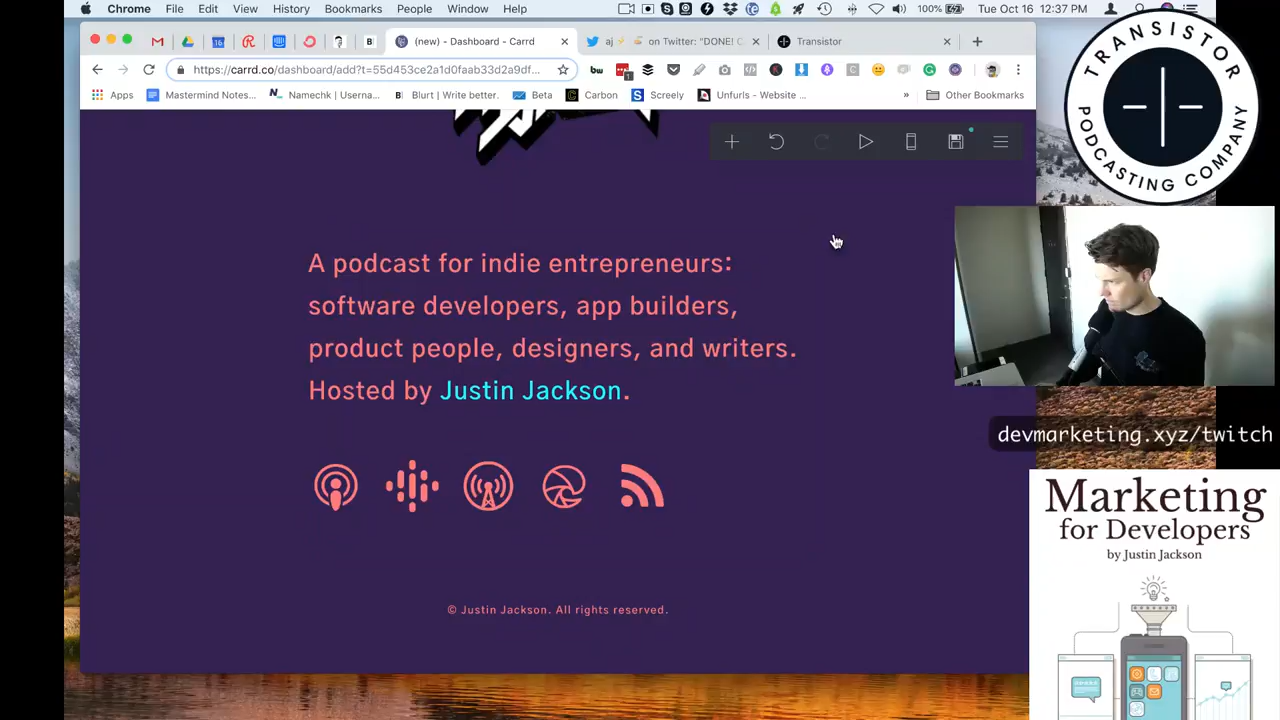 Chrome File Edit View History Bookmarks People Window Help
100% Tue Oct 16 12:37 PM
16
(new) - Dashboard - Carrd
on Twitter: "DONE! C
Transistor
https://carrd.co/dashboard/add?t=55d453ce2a1d0faab33d2a9df...
Apps
Mastermind Notes...
Namechk | Userna...
Blurt | Write better.
Beta
Carbon
Screely
Unfurls - Website ...
»
Other Bookmarks
A podcast for indie entrepreneurs:
software developers, app builders,
product people, designers, and writers.
Hosted by Justin Jackson.
© Justin Jackson. All rights reserved.
TRANSISTOR
PODCASTING COMPANY
devmarketing.xyz/twitch
Marketing
for Developers
by Justin Jackson